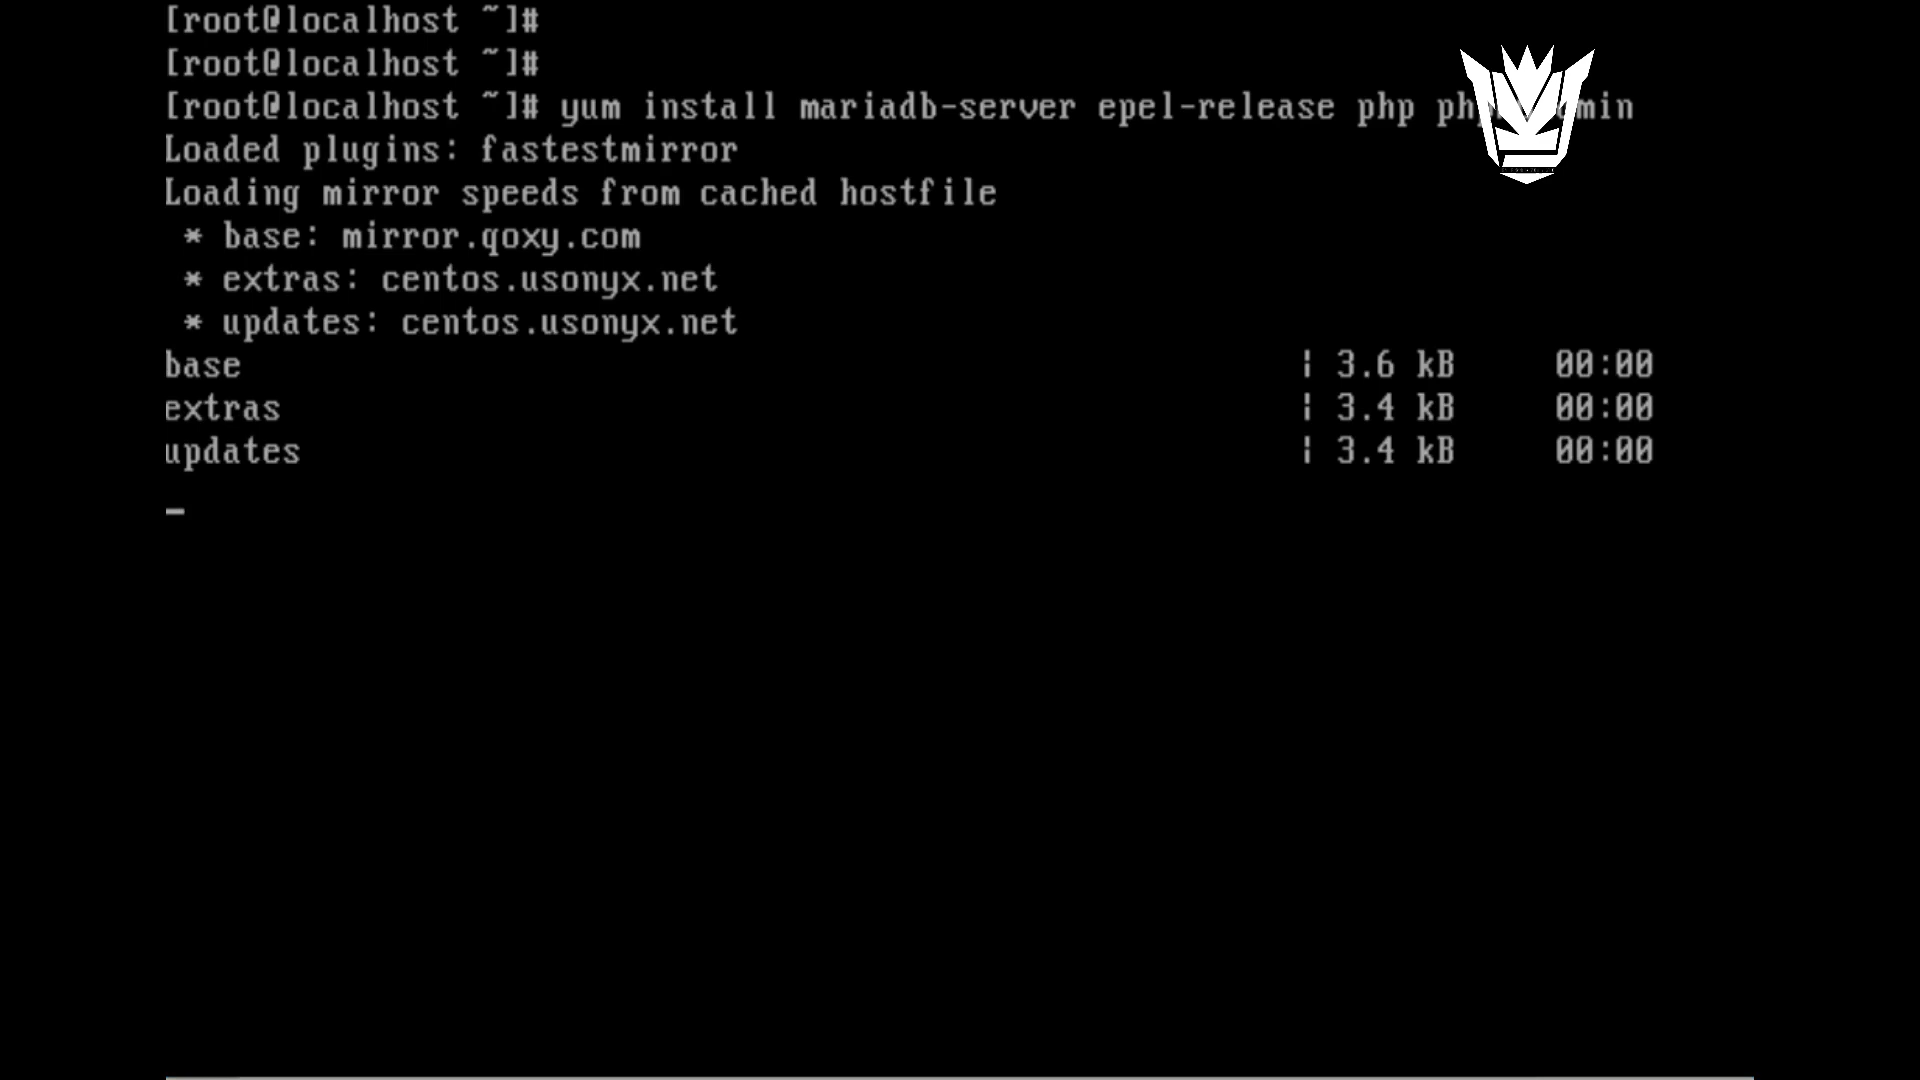 [root@localhost ~]#
[root@localhost ~]#
[root@localhost ~]# yum install mariadb-server epel-release php
Loaded plugins: fastestmirror
Loading mirror speeds from cached hostfile
* base: mirror.qoxy.com
* extras: centos.usonyx.net
* updates: centos.usonyx.net
base | 3.6 kB 00:00
extras | 3.4 kB 00:00
updates | 3.4 kB 00:00